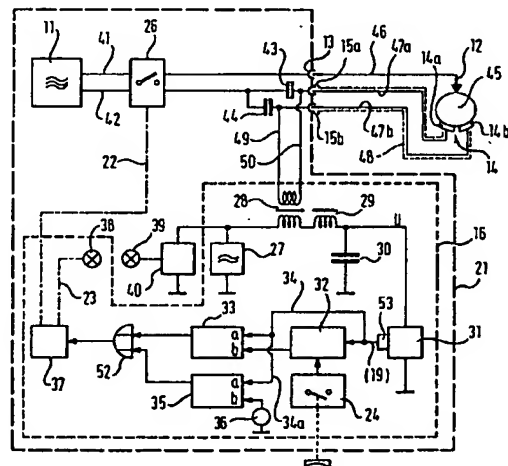 11 41 26 43 13 15a 46 12
14a 47a 45
42 44 49 15b 47b 14b
50 48 14
22 28 29 16
38 39 27 U 21
40 30
34 53
23 33 32 31
a
b (19)
37 52 35 a 24
b 34a
36